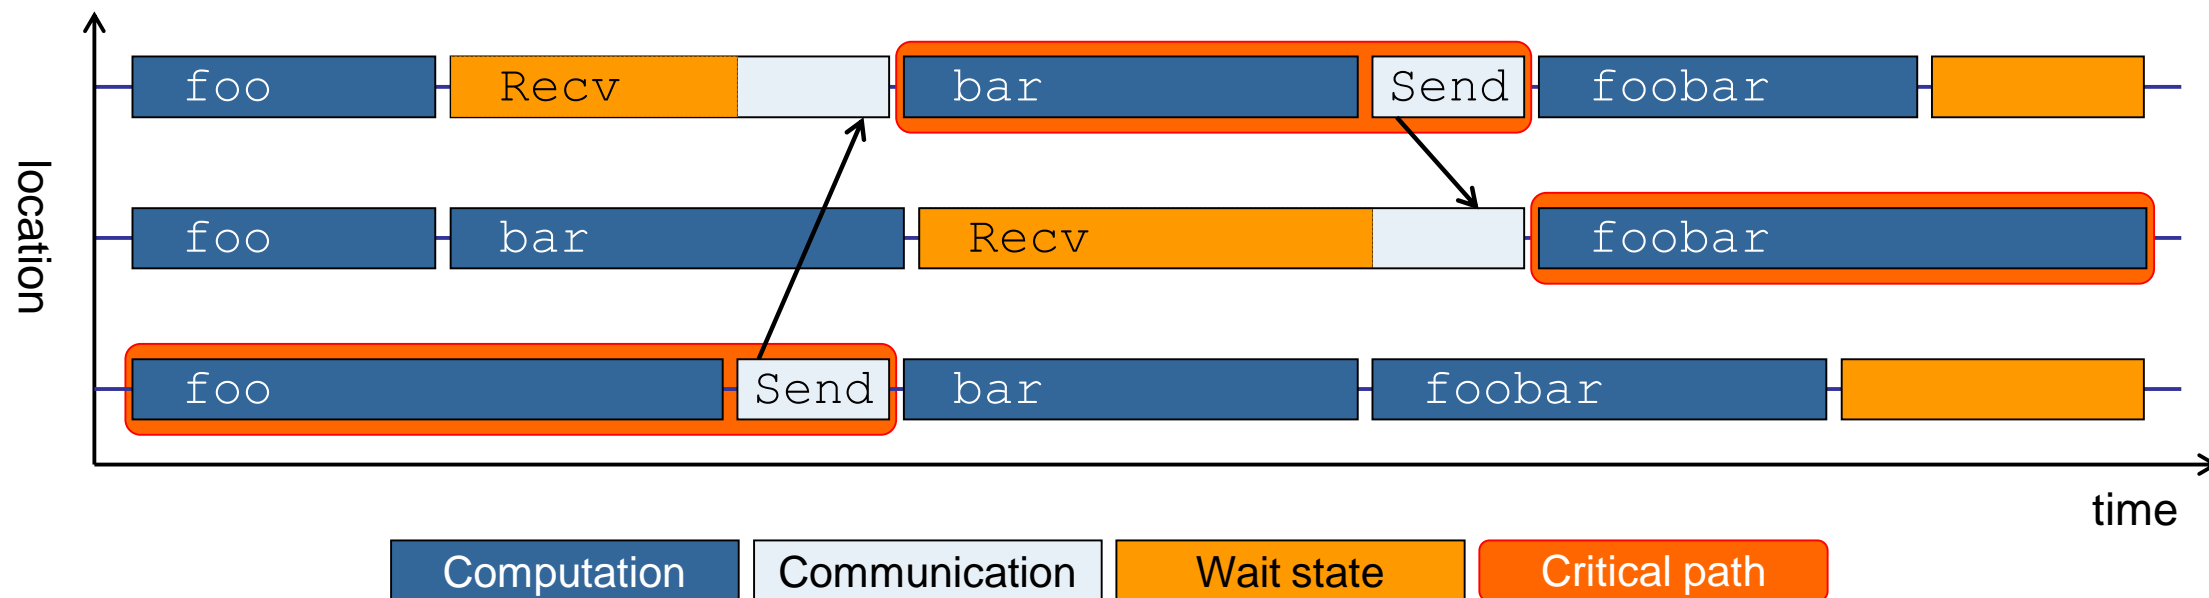 foo Recv bar Send foobar
location
foo bar Recv foobar
foo Send bar foobar
time
Computation Communication Wait state Critical path